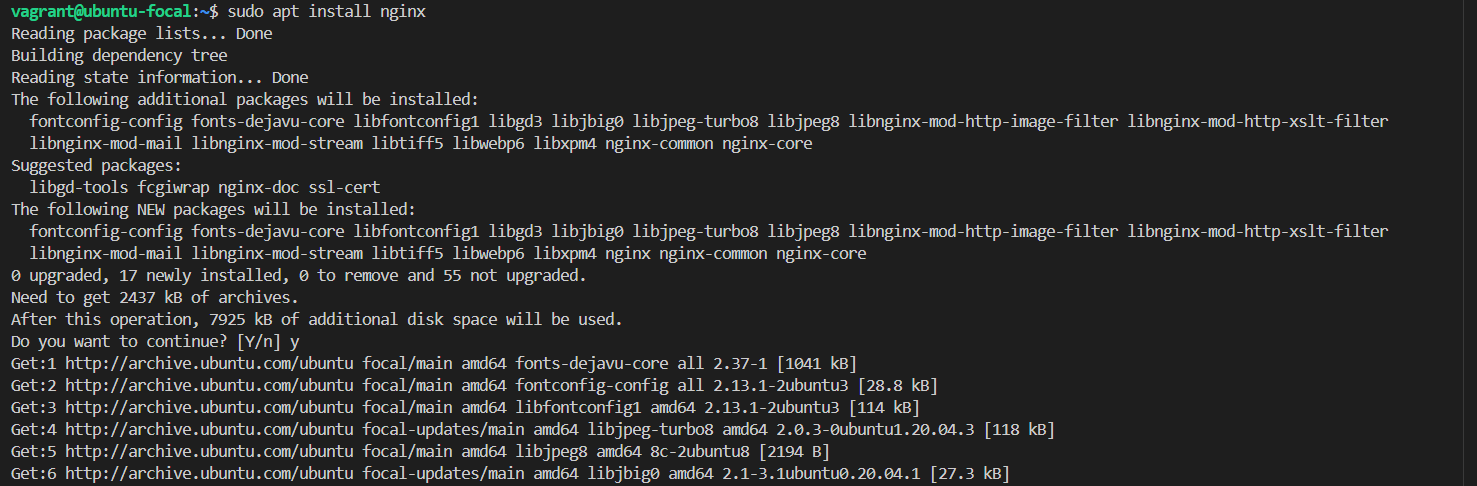 vagrant@ubuntu-focal:~$ sudo apt install nginx
Reading package lists... Done
Building dependency tree
Reading state information... Done
The following additional packages will be installed:
  fontconfig-config fonts-dejavu-core libfontconfig1 libgd3 libjbig0 libjpeg-turbo8 libjpeg8 libnginx-mod-http-image-filter libnginx-mod-http-xslt-filter
  libnginx-mod-mail libnginx-mod-stream libtiff5 libwebp6 libxpm4 nginx-common nginx-core
Suggested packages:
  libgd-tools fcgiwrap nginx-doc ssl-cert
The following NEW packages will be installed:
  fontconfig-config fonts-dejavu-core libfontconfig1 libgd3 libjbig0 libjpeg-turbo8 libjpeg8 libnginx-mod-http-image-filter libnginx-mod-http-xslt-filter
  libnginx-mod-mail libnginx-mod-stream libtiff5 libwebp6 libxpm4 nginx nginx-common nginx-core
0 upgraded, 17 newly installed, 0 to remove and 55 not upgraded.
Need to get 2437 kB of archives.
After this operation, 7925 kB of additional disk space will be used.
Do you want to continue? [Y/n] y
Get:1 http://archive.ubuntu.com/ubuntu focal/main amd64 fonts-dejavu-core all 2.37-1 [1041 kB]
Get:2 http://archive.ubuntu.com/ubuntu focal/main amd64 fontconfig-config all 2.13.1-2ubuntu3 [28.8 kB]
Get:3 http://archive.ubuntu.com/ubuntu focal/main amd64 libfontconfig1 amd64 2.13.1-2ubuntu3 [114 kB]
Get:4 http://archive.ubuntu.com/ubuntu focal-updates/main amd64 libjpeg-turbo8 amd64 2.0.3-0ubuntu1.20.04.3 [118 kB]
Get:5 http://archive.ubuntu.com/ubuntu focal/main amd64 libjpeg8 amd64 8c-2ubuntu8 [2194 B]
Get:6 http://archive.ubuntu.com/ubuntu focal-updates/main amd64 libjbig0 amd64 2.1-3.1ubuntu0.20.04.1 [27.3 kB]